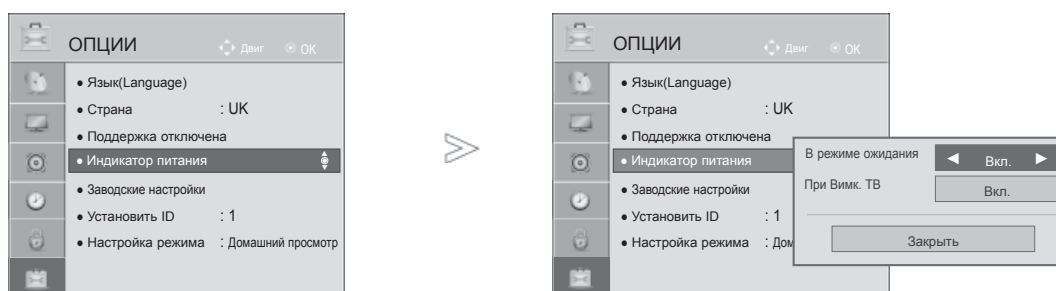 ОПЦИИ
Двиг OK
● Язык(Language)
● Страна : UK
● Поддержка отключена
● Индикатор питания
● Заводские настройки
● Установить ID : 1
● Настройка режима : Домашний просмотр
ОПЦИИ
Двиг OK
● Язык(Language)
● Страна : UK
● Поддержка отключена
● Индикатор питания
● Заводские настройки
● Установить ID : 1
● Настройка режима : Дом
В режиме ожидания ◀ Вкл. ▶
При Вимк. ТВ Вкл.
Закрыть